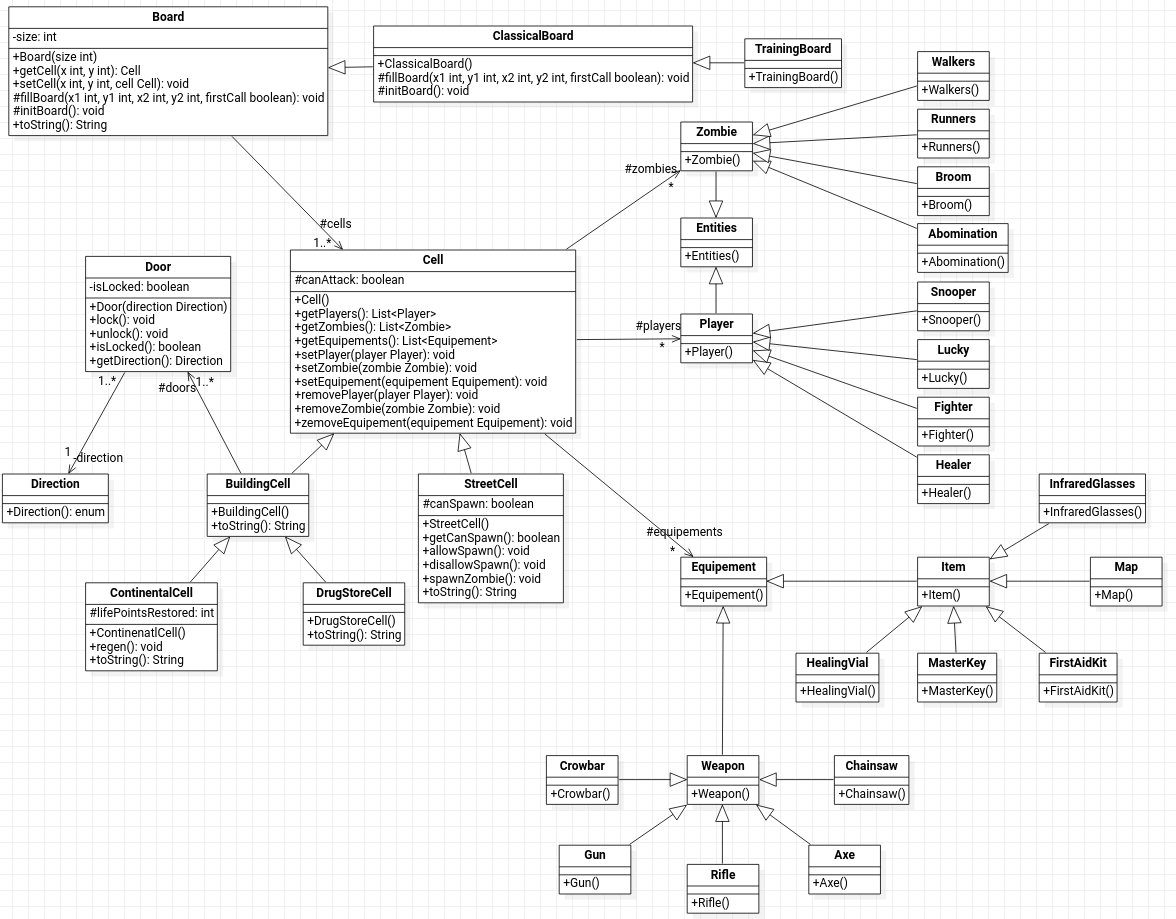 Board
-size: int
+Board(size int)
+getCell(x int, y int): Cell
+setCell(x int, y int, cell Cell): void
#fillBoard(x1 int, y1 int, x2 int, y2 int, firstCall boolean): void
#initBoard(): void
+toString(): String
ClassicalBoard
+ClassicalBoard()
#fillBoard(x1 int, y1 int, x2 int, y2 int, firstCall boolean): void
#initBoard(): void
TrainingBoard
+TrainingBoard()
Walkers
+Walkers()
Runners
+Runners()
Broom
+Broom()
Abomination
+Abomination()
Zombie
+Zombie()
#zombies
*
Entities
+Entities()
#cells
1..*
Door
-isLocked: boolean
+Door(direction Direction)
+lock(): void
+unlock(): void
+isLocked(): boolean
+getDirection(): Direction
Cell
#canAttack: boolean
+Cell()
+getPlayers(): List<Player>
+getZombies(): List<Zombie>
+getEquipements(): List<Equipement>
+setPlayer(player Player): void
+setZombie(zombie Zombie): void
+setEquipement(equipement Equipement): void
+removePlayer(player Player): void
+removeZombie(zombie Zombie): void
+zemoveEquipement(equipement Equipement): void
#players
*
Player
+Player()
Snooper
+Snooper()
Lucky
+Lucky()
Fighter
+Fighter()
Healer
+Healer()
1..*
#doors
1..*
1
-direction
Direction
+Direction(): enum
BuildingCell
+BuildingCell()
+toString(): String
StreetCell
#canSpawn: boolean
+StreetCell()
+getCanSpawn(): boolean
+allowSpawn(): void
+disallowSpawn(): void
+spawnZombie(): void
+toString(): String
#equipements
*
InfraredGlasses
+InfraredGlasses()
Equipement
+Equipement()
Item
+Item()
Map
+Map()
ContinentalCell
#lifePointsRestored: int
+ContinenatlCell()
+regen(): void
+toString(): String
DrugStoreCell
+DrugStoreCell()
+toString(): String
HealingVial
+HealingVial()
MasterKey
+MasterKey()
FirstAidKit
+FirstAidKit()
Crowbar
+Crowbar()
Weapon
+Weapon()
Chainsaw
+Chainsaw()
Gun
+Gun()
Rifle
+Rifle()
Axe
+Axe()